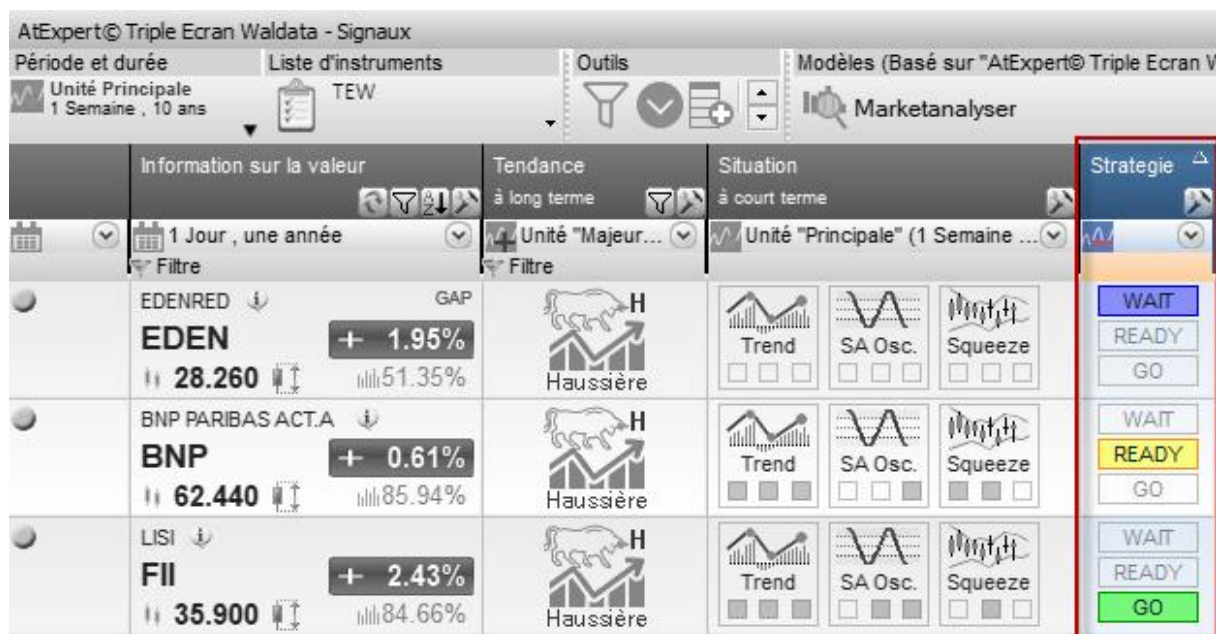 AtExpert© Triple Ecran Waldata - Signaux
Période et durée Liste d'instruments Outils Modèles (Basé sur "AtExpert© Triple Ecran W
Unité Principale
1 Semaine , 10 ans
TEW
Marketanalyser
Information sur la valeur Tendance Situation Strategie
à long terme à court terme
1 Jour , une année Unité "Majeur... Unité "Principale" (1 Semaine ...
Filtre Filtre
EDENRED GAP
EDEN + 1.95%
28.260 51.35%
H
Haussière
Trend SA Osc. Squeeze
WAIT
READY
GO
BNP PARIBAS ACT.A
BNP + 0.61%
62.440 85.94%
H
Haussière
Trend SA Osc. Squeeze
WAIT
READY
GO
LISI
FII + 2.43%
35.900 84.66%
H
Haussière
Trend SA Osc. Squeeze
WAIT
READY
GO